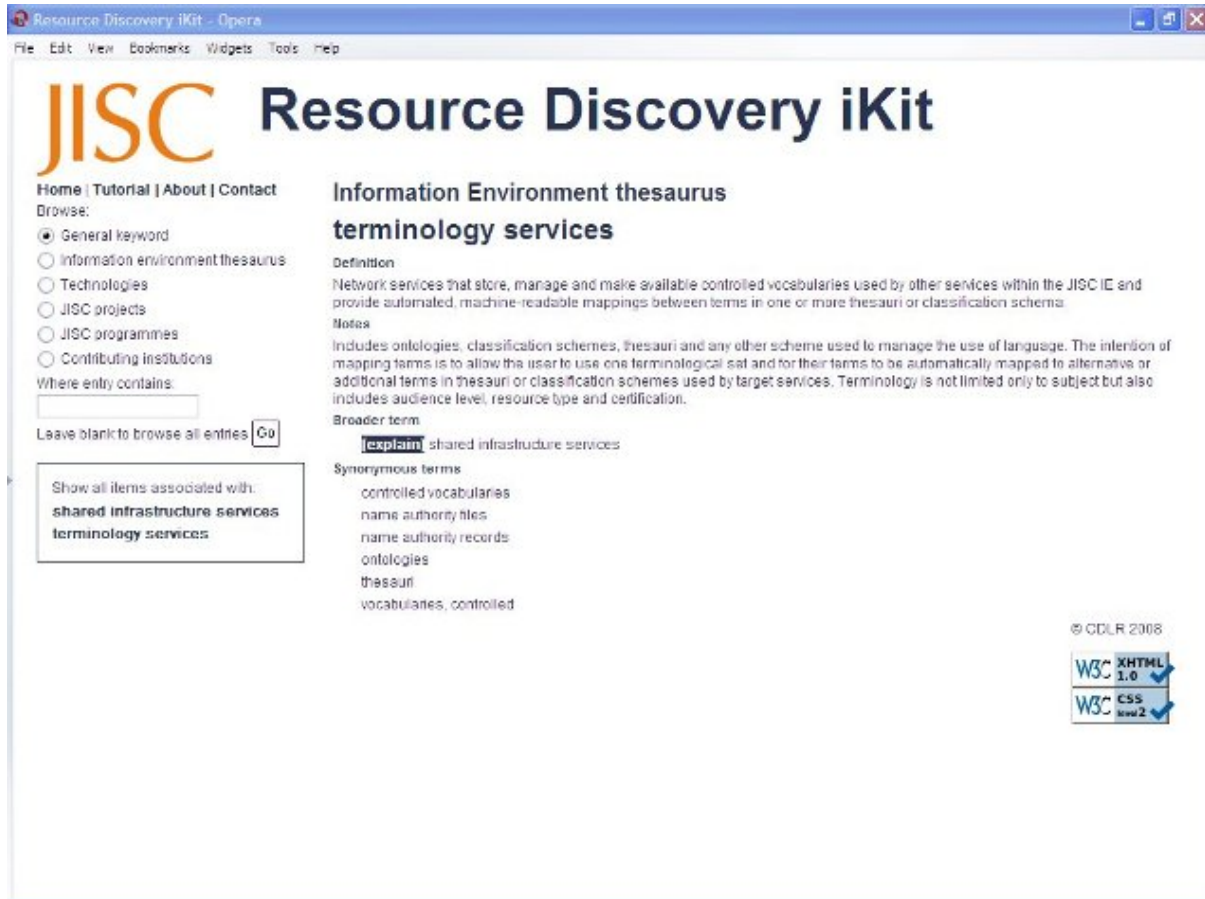 Resource Discovery iKit - Opera
File Edit View Bookmarks Widgets Tools Help
JISC Resource Discovery iKit
Home | Tutorial | About | Contact
Browse:
General keyword
Information environment thesaurus
Technologies
JISC projects
JISC programmes
Contributing institutions
Where entry contains:
Leave blank to browse all entries Go
Show all items associated with:
shared infrastructure services
terminology services
Information Environment thesaurus
terminology services
Definition
Network services that store, manage and make available controlled vocabularies used by other services within the JISC IE and
provide automated, machine-readable mappings between terms in one or more thesauri or classification schema.
Notes
Includes ontologies, classification schemes, thesauri and any other scheme used to manage the use of language. The intention of
mapping terms is to allow the user to use one terminological set and for their terms to be automatically mapped to alternative or
additional terms in thesauri or classification schemes used by target services. Terminology is not limited only to subject but also
includes audience level, resource type and certification.
Broader term
[explain] shared infrastructure services
Synonymous terms
controlled vocabularies
name authority files
name authority records
ontologies
thesauri
vocabularies, controlled
© CDLR 2008
W3C XHTML 1.0
W3C CSS level 2